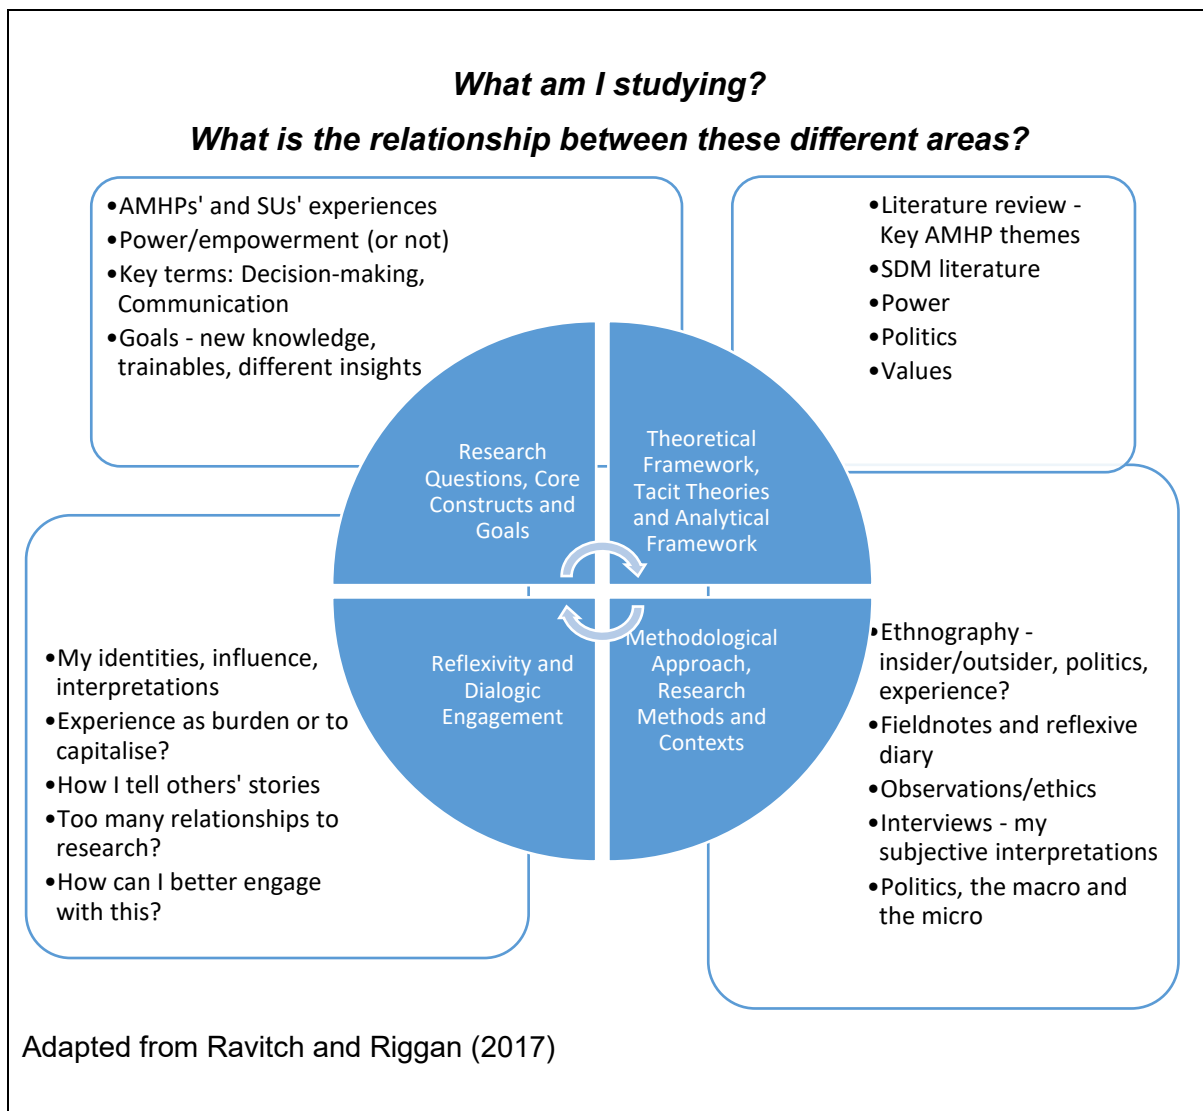 What am I studying?
What is the relationship between these different areas?
•AMHPs' and SUs' experiences
•Power/empowerment (or not)
•Key terms: Decision-making,
Communication
•Goals - new knowledge,
trainables, different insights
•Literature review -
Key AMHP themes
•SDM literature
•Power
•Politics
•Values
Research
Questions, Core
Constructs and
Goals
Theoretical
Framework,
Tacit Theories
and Analytical
Framework
Reflexivity and
Dialogic
Engagement
Methodological
Approach,
Research
Methods and
Contexts
•My identities, influence,
interpretations
•Experience as burden or to
capitalise?
•How I tell others' stories
•Too many relationships to
research?
•How can I better engage
with this?
•Ethnography -
insider/outsider, politics,
experience?
•Fieldnotes and reflexive
diary
•Observations/ethics
•Interviews - my
subjective interpretations
•Politics, the macro and
the micro
Adapted from Ravitch and Riggan (2017)